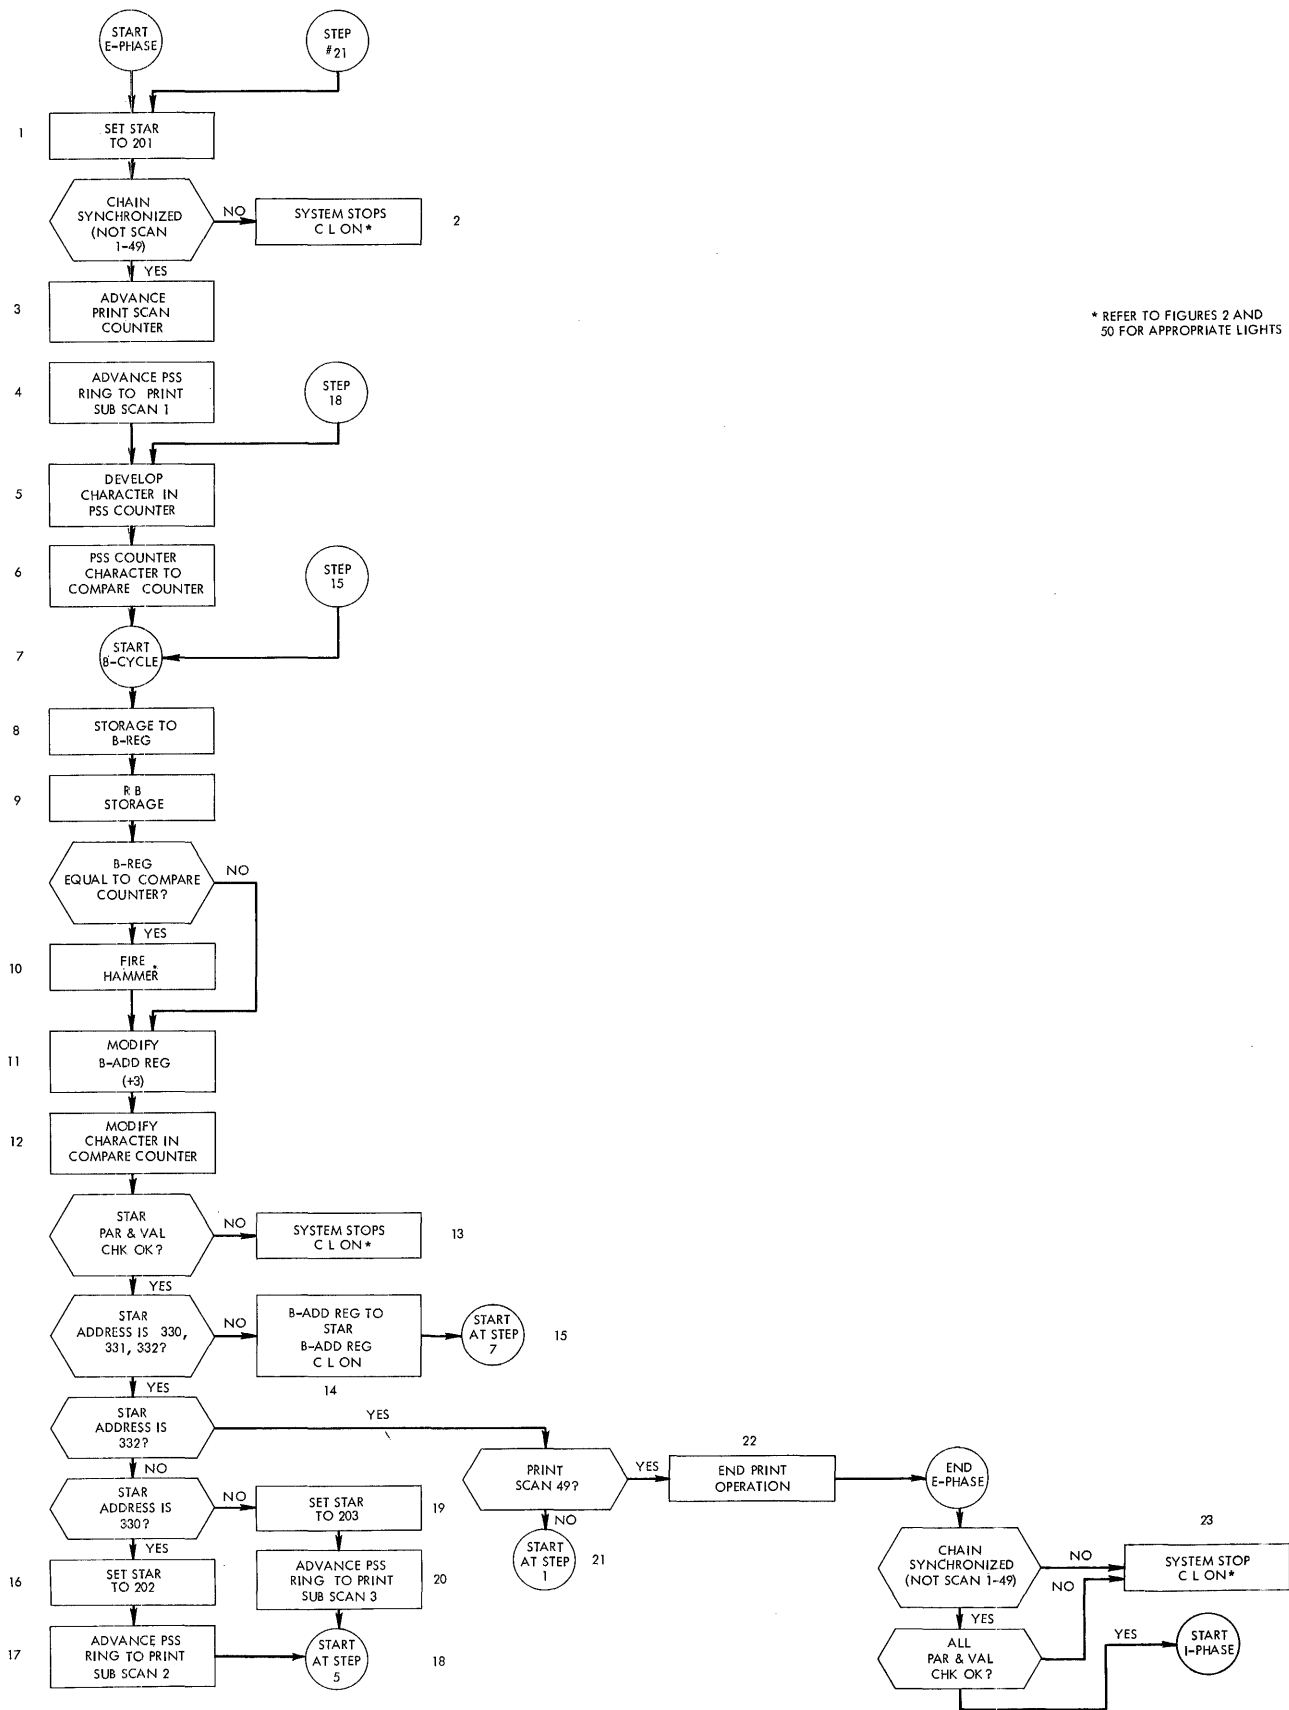 START
E-PHASE
STEP
#21
1
SET STAR
TO 201
CHAIN
SYNCHRONIZED
(NOT SCAN
1-49)
NO
SYSTEM STOPS
C L ON*
2
YES
3
ADVANCE
PRINT SCAN
COUNTER
* REFER TO FIGURES 2 AND
50 FOR APPROPRIATE LIGHTS
4
ADVANCE PSS
RING TO PRINT
SUB SCAN 1
STEP
18
5
DEVELOP
CHARACTER IN
PSS COUNTER
6
PSS COUNTER
CHARACTER TO
COMPARE COUNTER
STEP
15
7
START
B-CYCLE
8
STORAGE TO
B-REG
9
R B
STORAGE
B-REG
EQUAL TO COMPARE
COUNTER?
NO
YES
10
FIRE
HAMMER
11
MODIFY
B-ADD REG
(+3)
12
MODIFY
CHARACTER IN
COMPARE COUNTER
STAR
PAR & VAL
CHK OK?
NO
SYSTEM STOPS
C L ON*
13
YES
STAR
ADDRESS IS 330,
331, 332?
NO
B-ADD REG TO
STAR
B-ADD REG
C L ON
START
AT STEP
7
15
14
YES
STAR
ADDRESS IS
332?
YES
NO
PRINT
SCAN 49?
YES
22
END PRINT
OPERATION
END
E-PHASE
NO
START
AT STEP
1
21
STAR
ADDRESS IS
330?
NO
SET STAR
TO 203
19
YES
16
SET STAR
TO 202
ADVANCE PSS
RING TO PRINT
SUB SCAN 3
20
17
ADVANCE PSS
RING TO PRINT
SUB SCAN 2
START
AT STEP
5
18
CHAIN
SYNCHRONIZED
(NOT SCAN 1-49)
NO
23
SYSTEM STOP
C L ON*
NO
YES
ALL
PAR & VAL
CHK OK?
YES
START
I-PHASE